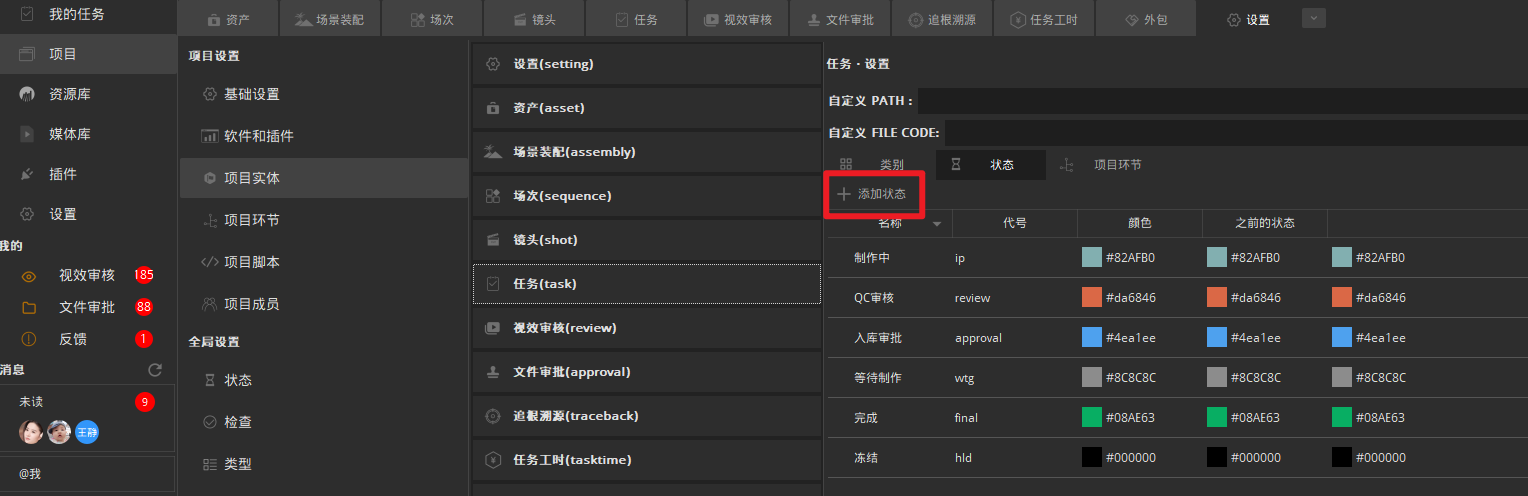 我的任务
项目
资源库
媒体库
插件
设置
我的
视效审核 185
文件审批 88
反馈 1
消息
未读 9
王静
@我
资产
场景装配
场次
镜头
任务
视效审核
文件审批
追根溯源
任务工时
外包
设置
项目设置
基础设置
软件和插件
项目实体
项目环节
项目脚本
项目成员
全局设置
状态
检查
类型
设置(setting)
资产(asset)
场景装配(assembly)
场次(sequence)
镜头(shot)
任务(task)
视效审核(review)
文件审批(approval)
追根溯源(traceback)
任务工时(tasktime)
任务・设置
自定义 PATH :
自定义 FILE CODE:
类别 状态 项目环节
添加状态
名称 代号 颜色 之前的状态
制作中 ip #82AFB0 #82AFB0 #82AFB0
QC审核 review #da6846 #da6846 #da6846
入库审批 approval #4ea1ee #4ea1ee #4ea1ee
等待制作 wtg #8C8C8C #8C8C8C #8C8C8C
完成 final #08AE63 #08AE63 #08AE63
冻结 hld #000000 #000000 #000000